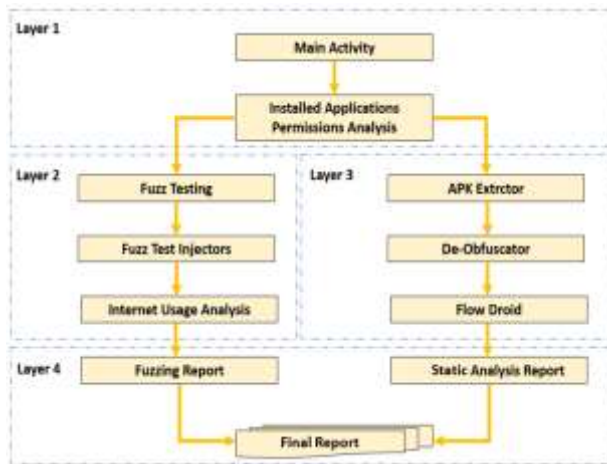 Layer 1
Main Activity
Installed Applications
Permissions Analysis
Layer 2
Fuzz Testing
Fuzz Test Injectors
Internet Usage Analysis
Layer 3
APK Extrctor
De-Obfuscator
Flow Droid
Layer 4
Fuzzing Report
Static Analysis Report
Final Report